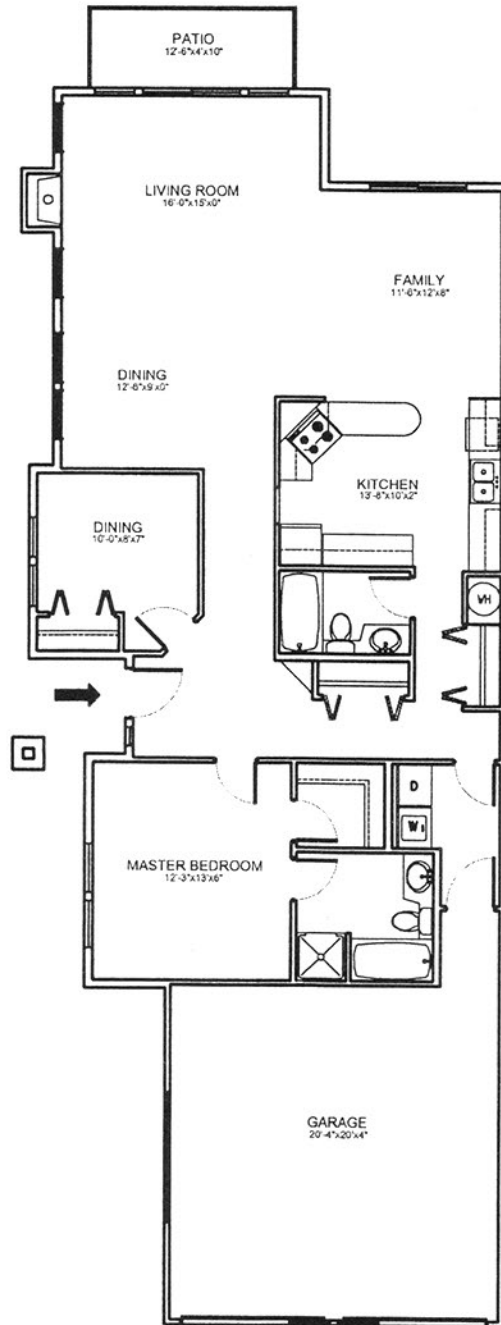 PATIO
12'-6"x4'x10"
LIVING ROOM
16'-0"x15'x0"
FAMILY
11'-6"x12'x8"
DINING
12'-6"x9'x0"
KITCHEN
13'-8"x10'x2"
DINING
10'-0"x8'x7"
WH
D
W
MASTER BEDROOM
12'-3"x13'x6"
GARAGE
20'-4"x20'x4"